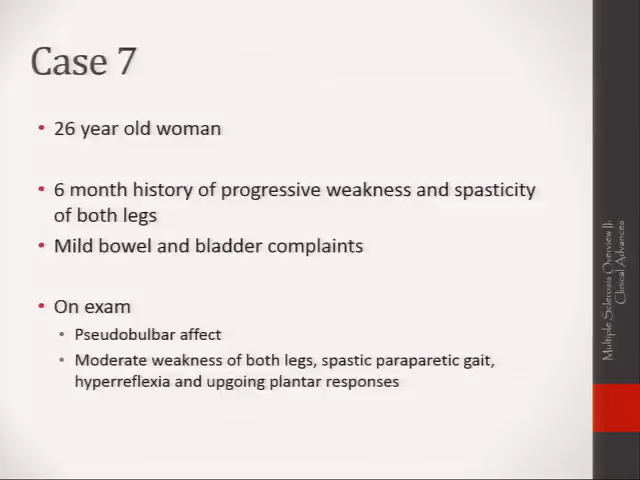 Case 7
• 26 year old woman
• 6 month history of progressive weakness and spasticity
of both legs
• Mild bowel and bladder complaints
• On exam
• Pseudobulbar affect
• Moderate weakness of both legs, spastic paraparetic gait,
hyperreflexia and upgoing plantar responses
Multiple Sclerosis Overview II:
Clinical Advances